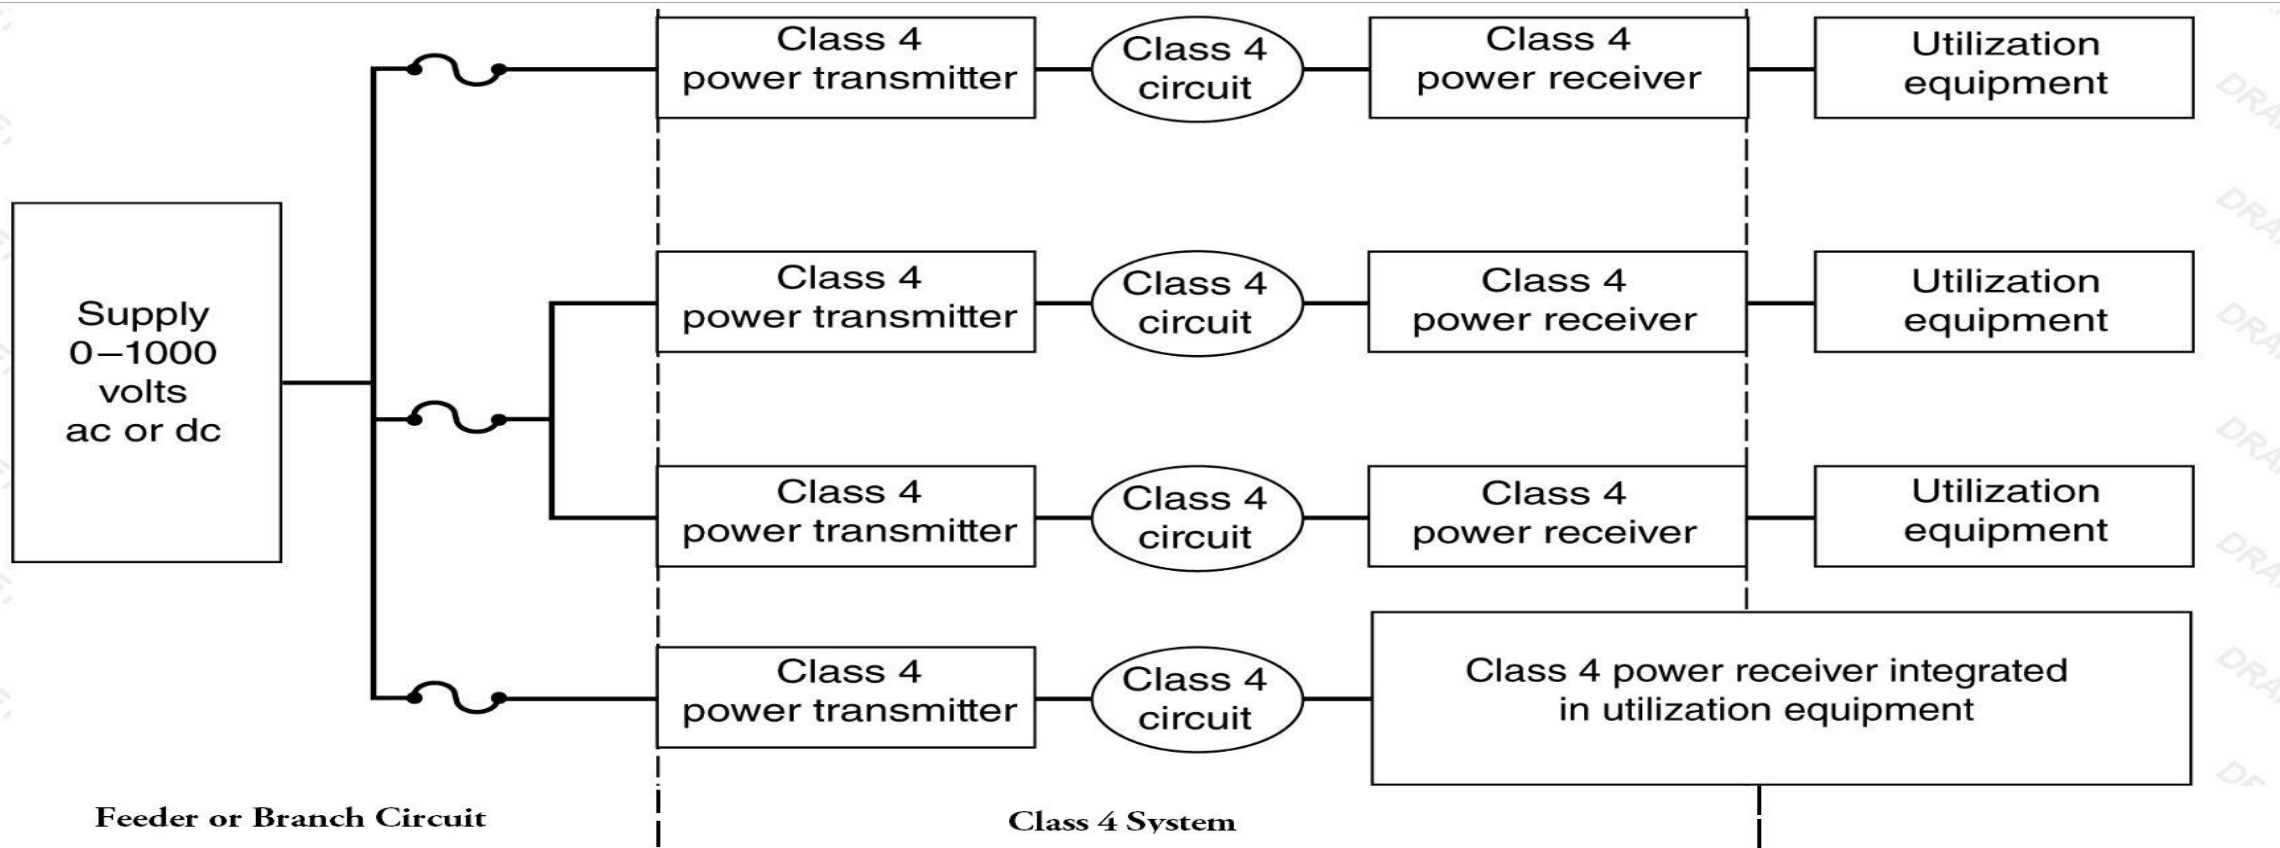 Class 4
power transmitter
Class 4
circuit
Class 4
power receiver
Utilization
equipment
Supply
0–1000
volts
ac or dc
Class 4
power transmitter
Class 4
circuit
Class 4
power receiver
Utilization
equipment
Class 4
power transmitter
Class 4
circuit
Class 4
power receiver
Utilization
equipment
Class 4
power transmitter
Class 4
circuit
Class 4 power receiver integrated
in utilization equipment
Feeder or Branch Circuit
Class 4 System